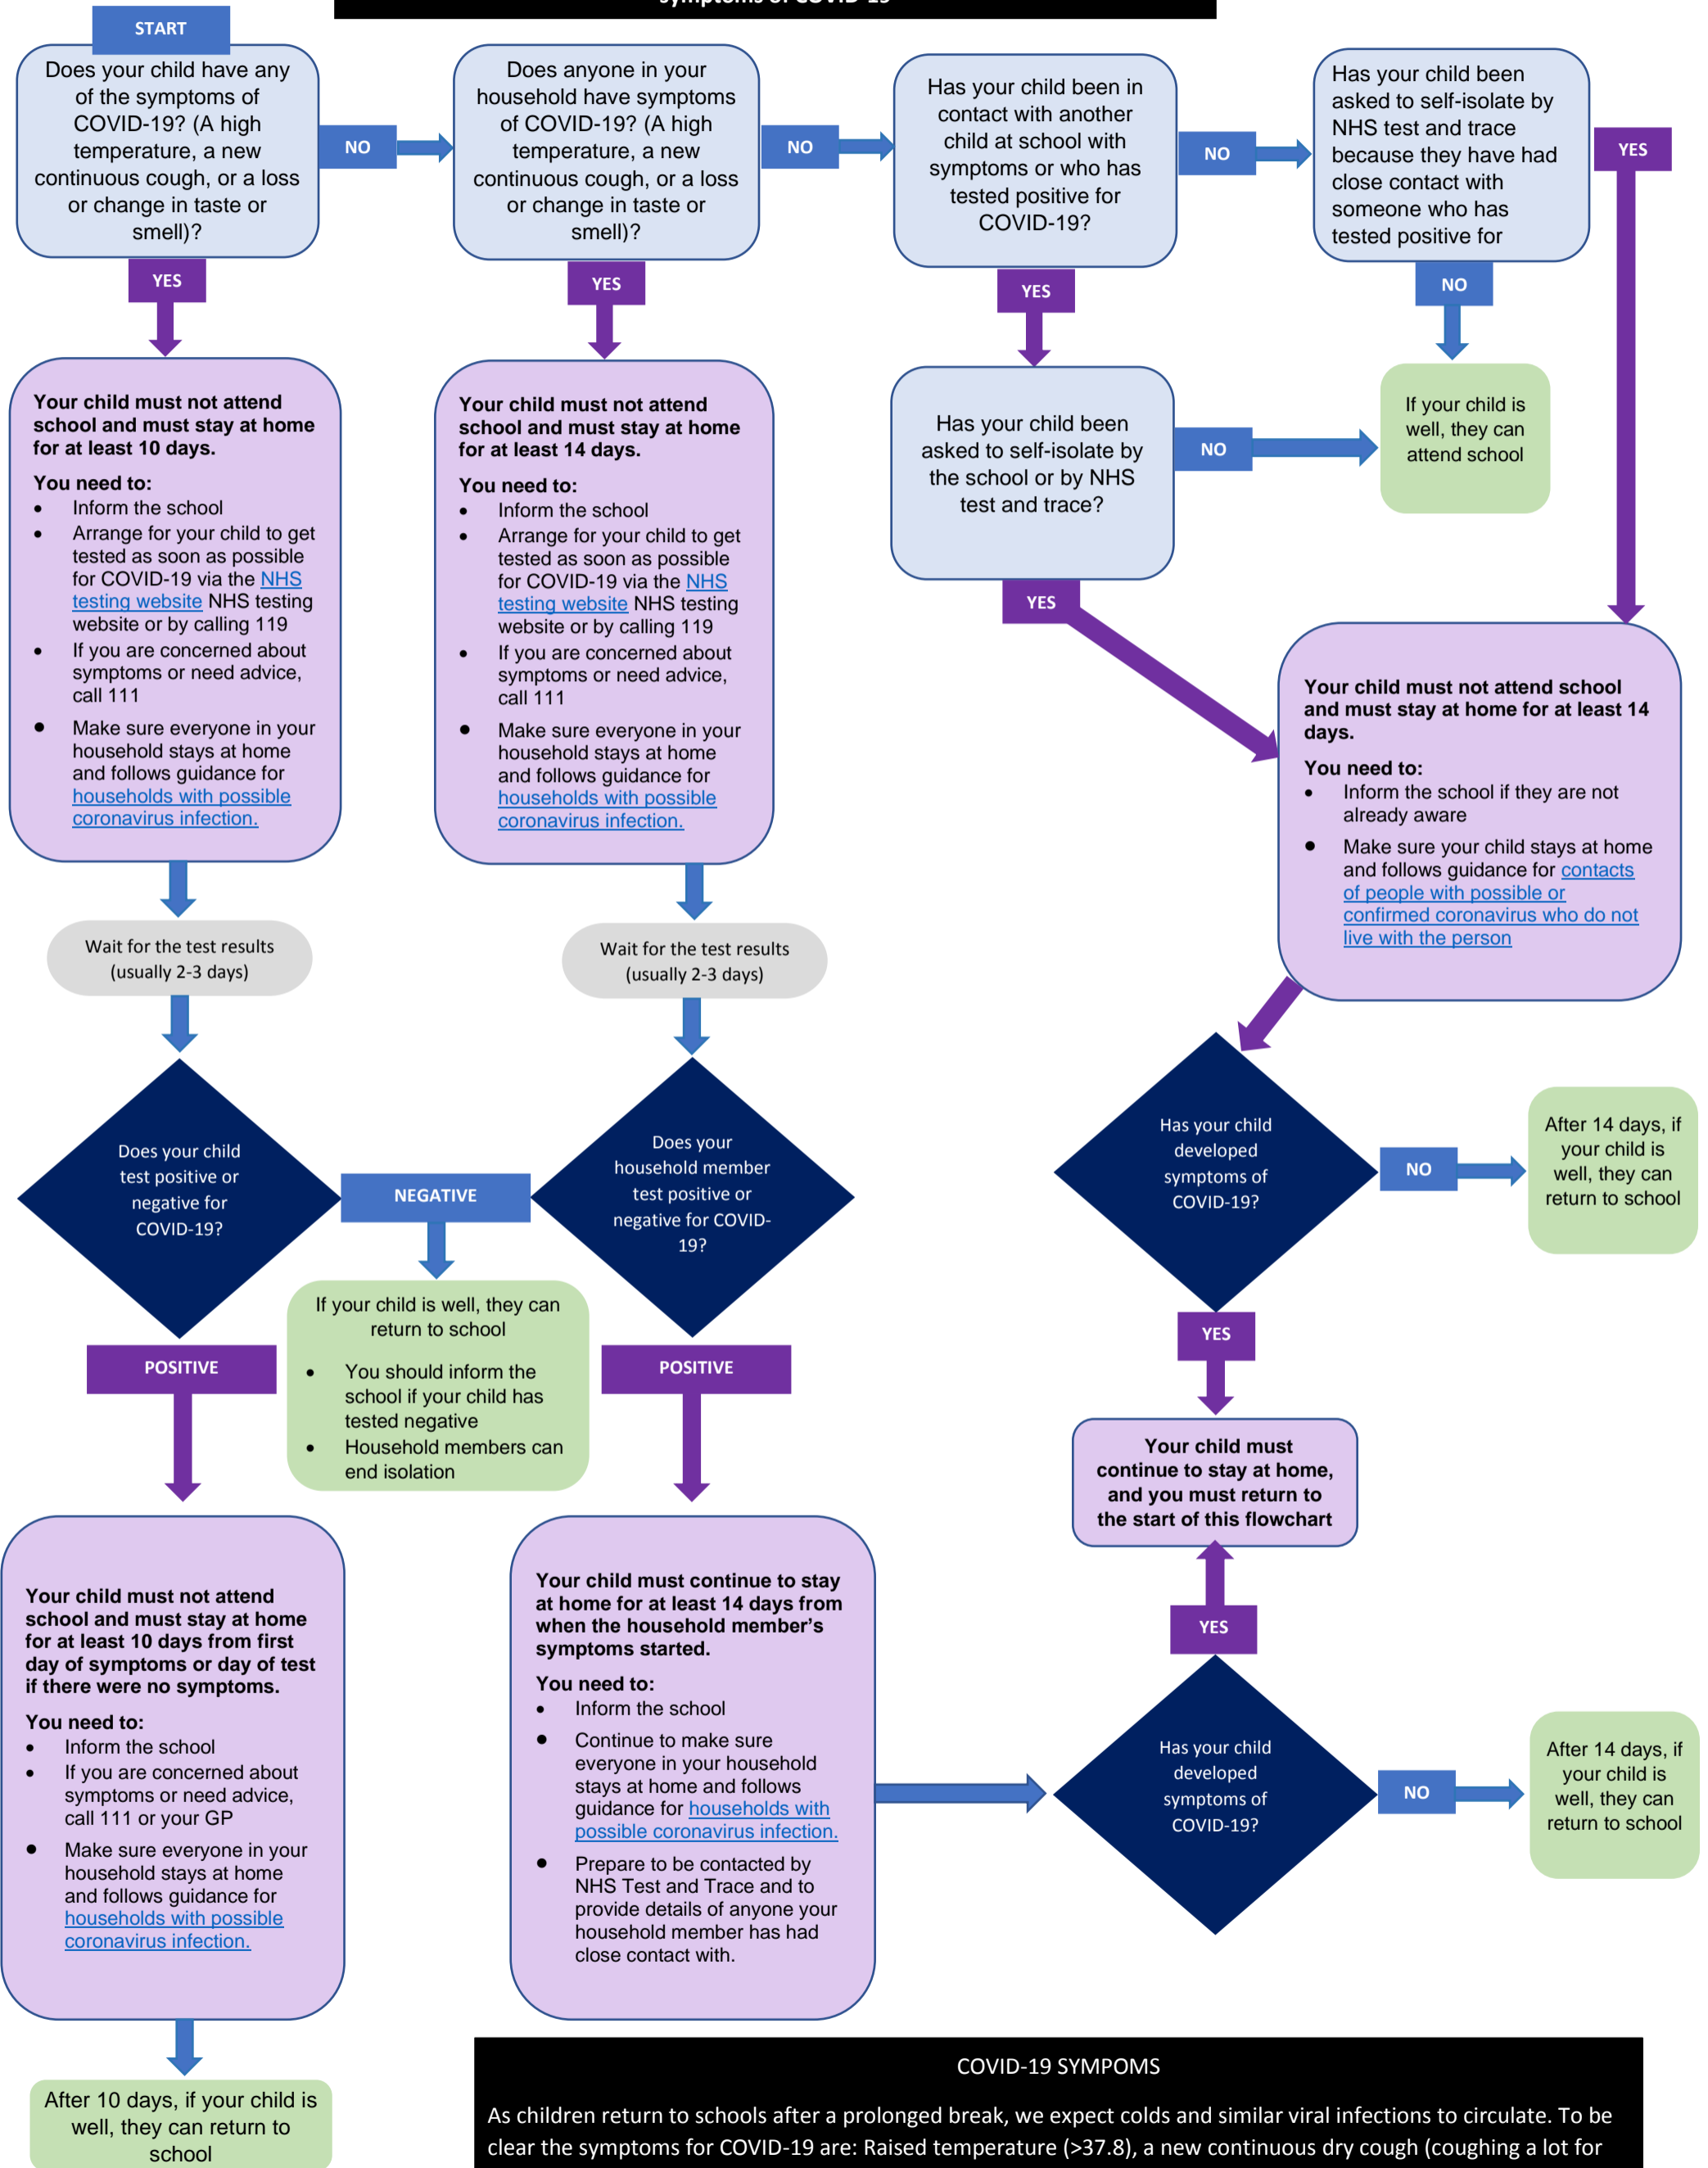 symptoms of COVID-19
START
Does your child have any
of the symptoms of
COVID-19? (A high
temperature, a new
continuous cough, or a loss
or change in taste or
smell)?
NO
Does anyone in your
household have symptoms
of COVID-19? (A high
temperature, a new
continuous cough, or a loss
or change in taste or
smell)?
NO
Has your child been in
contact with another
child at school with
symptoms or who has
tested positive for
COVID-19?
NO
Has your child been
asked to self-isolate by
NHS test and trace
because they have had
close contact with
someone who has
tested positive for
YES
YES
YES
YES
NO
Your child must not attend
school and must stay at home
for at least 10 days.
You need to:
• Inform the school
• Arrange for your child to get
tested as soon as possible
for COVID-19 via the NHS
testing website NHS testing
website or by calling 119
• If you are concerned about
symptoms or need advice,
call 111
• Make sure everyone in your
household stays at home
and follows guidance for
households with possible
coronavirus infection.
Your child must not attend
school and must stay at home
for at least 14 days.
You need to:
• Inform the school
• Arrange for your child to get
tested as soon as possible
for COVID-19 via the NHS
testing website NHS testing
website or by calling 119
• If you are concerned about
symptoms or need advice,
call 111
• Make sure everyone in your
household stays at home
and follows guidance for
households with possible
coronavirus infection.
Has your child been
asked to self-isolate by
the school or by NHS
test and trace?
NO
If your child is
well, they can
attend school
YES
Your child must not attend school
and must stay at home for at least 14
days.
You need to:
• Inform the school if they are not
already aware
• Make sure your child stays at home
and follows guidance for contacts
of people with possible or
confirmed coronavirus who do not
live with the person
Wait for the test results
(usually 2-3 days)
Wait for the test results
(usually 2-3 days)
Does your child
test positive or
negative for
COVID-19?
NEGATIVE
Does your
household member
test positive or
negative for COVID-
19?
Has your child
developed
symptoms of
COVID-19?
NO
After 14 days, if
your child is
well, they can
return to school
If your child is well, they can
return to school
• You should inform the
school if your child has
tested negative
• Household members can
end isolation
POSITIVE
POSITIVE
YES
Your child must
continue to stay at home,
and you must return to
the start of this flowchart
YES
Your child must not attend
school and must stay at home
for at least 10 days from first
day of symptoms or day of test
if there were no symptoms.
You need to:
• Inform the school
• If you are concerned about
symptoms or need advice,
call 111 or your GP
• Make sure everyone in your
household stays at home
and follows guidance for
households with possible
coronavirus infection.
Your child must continue to stay
at home for at least 14 days from
when the household member’s
symptoms started.
You need to:
• Inform the school
• Continue to make sure
everyone in your household
stays at home and follows
guidance for households with
possible coronavirus infection.
• Prepare to be contacted by
NHS Test and Trace and to
provide details of anyone your
household member has had
close contact with.
Has your child
developed
symptoms of
COVID-19?
NO
After 14 days, if
your child is
well, they can
return to school
After 10 days, if your child is
well, they can return to
school
COVID-19 SYMPOMS
As children return to schools after a prolonged break, we expect colds and similar viral infections to circulate. To be
clear the symptoms for COVID-19 are: Raised temperature (>37.8), a new continuous dry cough (coughing a lot for